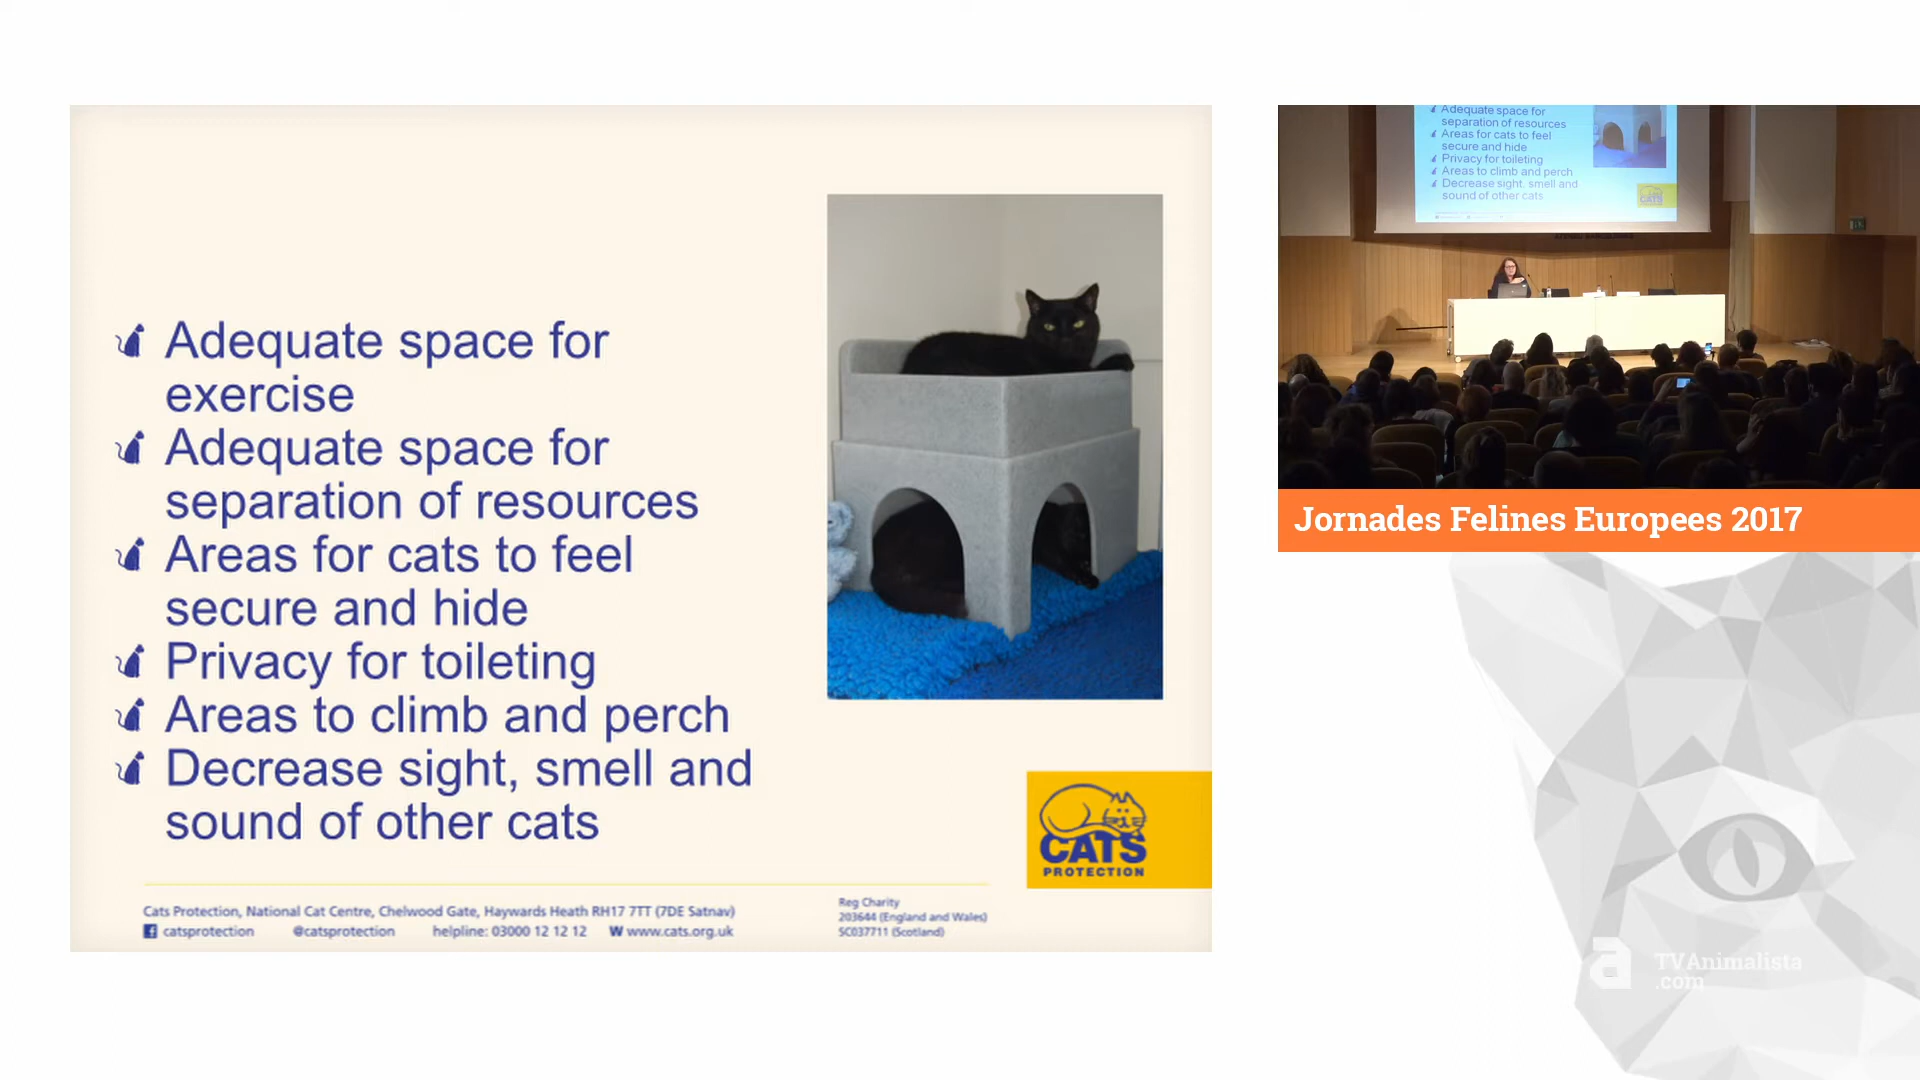 Adequate space for
exercise
Adequate space for
separation of resources
Areas for cats to feel
secure and hide
Privacy for toileting
Areas to climb and perch
Decrease sight, smell and
sound of other cats
CATS
PROTECTION
Cats Protection, National Cat Centre, Chelwood Gate, Haywards Heath RH17 7TT (7DE Satnav)
catsprotection @catsprotection helpline: 03000 12 12 12 W www.cats.org.uk
Reg Charity
203644 (England and Wales)
SC037711 (Scotland)
Adequate space for
separation of resources
Areas for cats to feel
secure and hide
Privacy for toileting
Areas to climb and perch
Decrease sight, smell and
sound of other cats
CATS
Jornades Felines Europees 2017
a TVAnimalista
.com